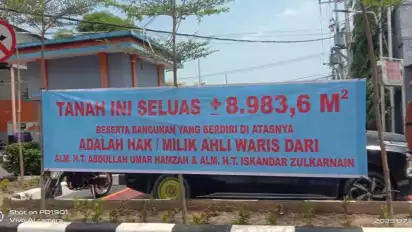 TANAH INI SELUAS ± 8.983,6 M²
BESERTA BANGUNAN YANG BERDIRI DI ATASNYA
ADALAH HAK / MILIK AHLI WARIS DARI
ALM. H.T. ABDULLAH UMAR HAMZAH & ALM. H.T. ISKANDAR ZULKARNAIN
Shot on PD1901
Vivo AI camera